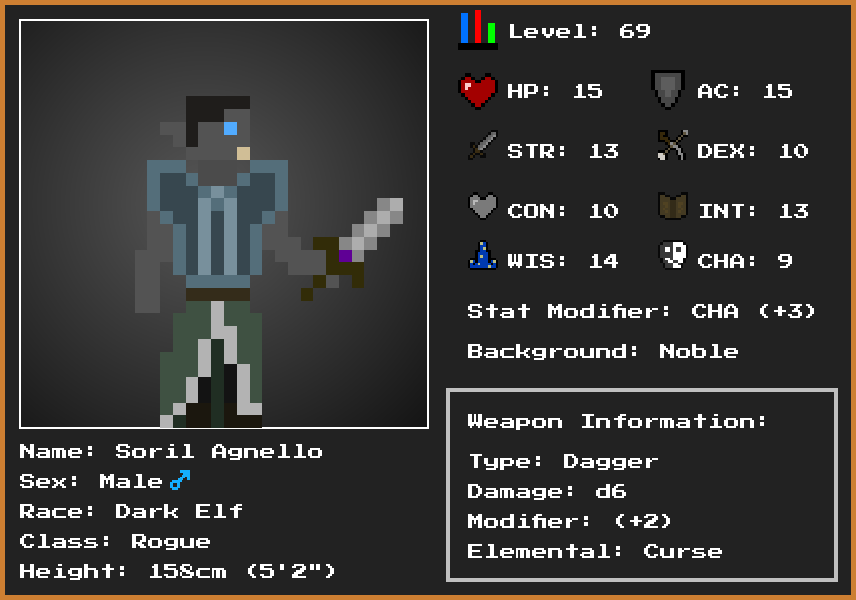 Level: 69
HP: 15
AC: 15
STR: 13
DEX: 10
CON: 10
INT: 13
WIS: 14
CHA: 9
Stat Modifier: CHA (+3)
Background: Noble
Weapon Information:
Type: Dagger
Damage: d6
Modifier: (+2)
Elemental: Curse
Name: Soril Agnello
Sex: Male♂
Race: Dark Elf
Class: Rogue
Height: 158cm (5'2")